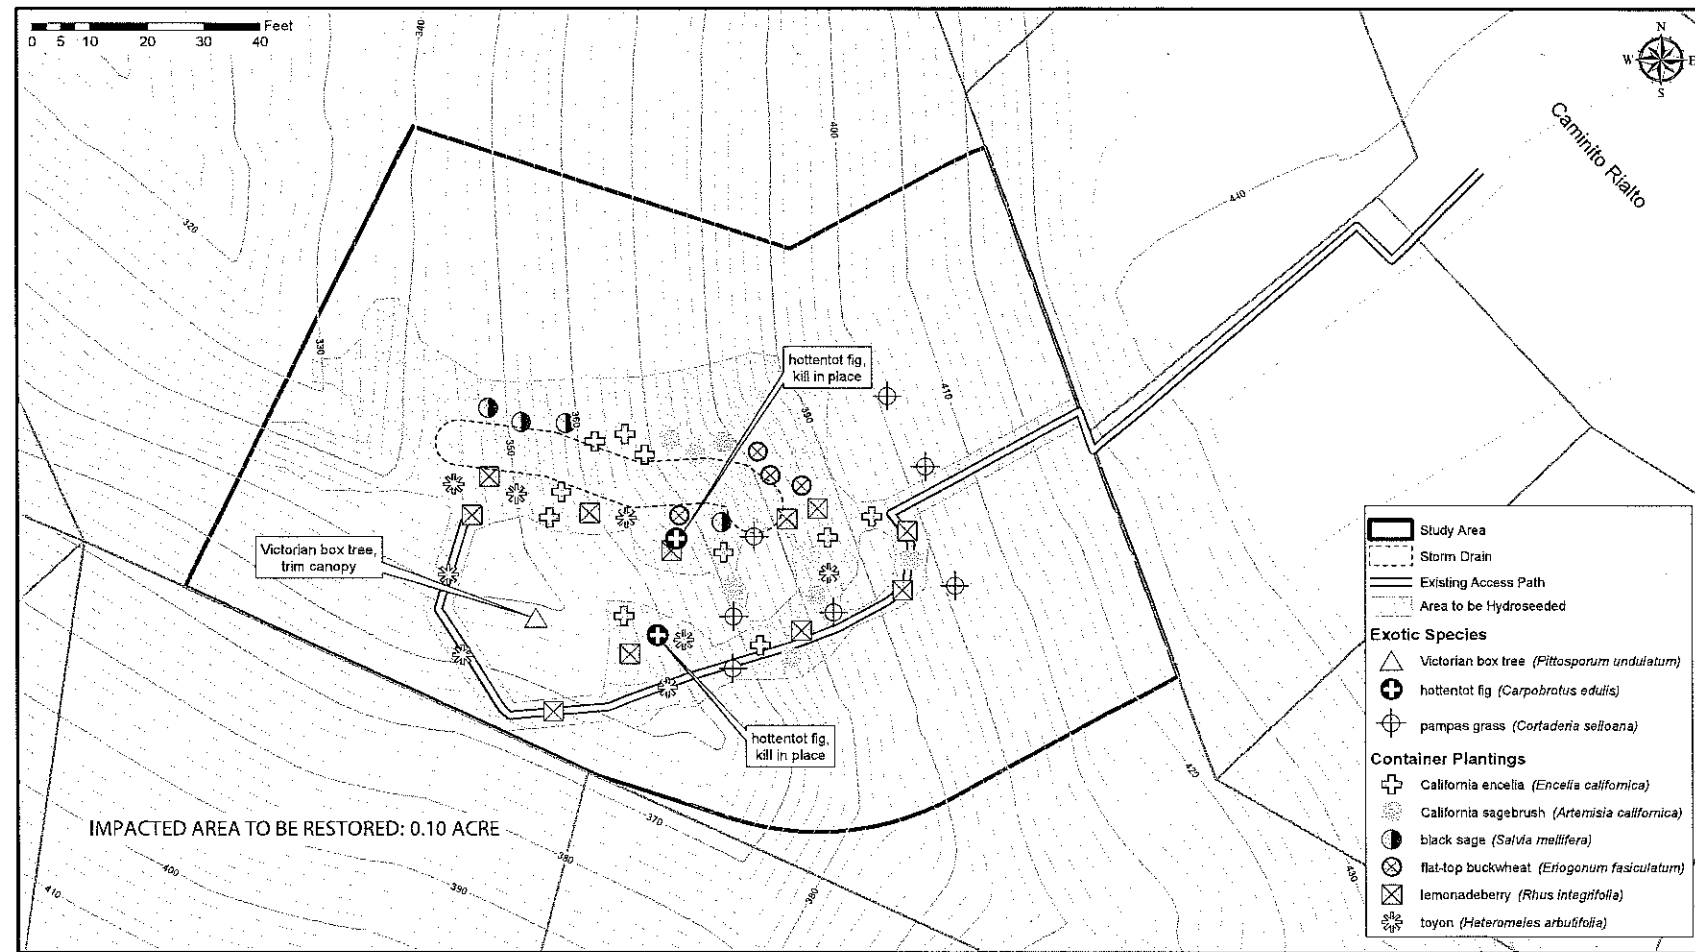 Feet
0 5 10 20 30 40
N
W E
S
340
400
Caminito Rialto
440
320
330
hottentot fig,
kill in place
390
410
360
350
Victorian box tree,
trim canopy
hottentot fig,
kill in place
420
IMPACTED AREA TO BE RESTORED: 0.10 ACRE
370
380
400
390
410
380
430
Study Area
Storm Drain
Existing Access Path
Area to be Hydroseeded
Exotic Species
Victorian box tree (Pittosporum undulatum)
hottentot fig (Carpobrotus edulis)
pampas grass (Cortaderia selloana)
Container Plantings
California encelia (Encelia californica)
California sagebrush (Artemisia californica)
black sage (Salvia mellifera)
flat-top buckwheat (Eriogonum fasiculatum)
lemonadeberry (Rhus integrifolia)
toyon (Heteromeles arbutifolia)